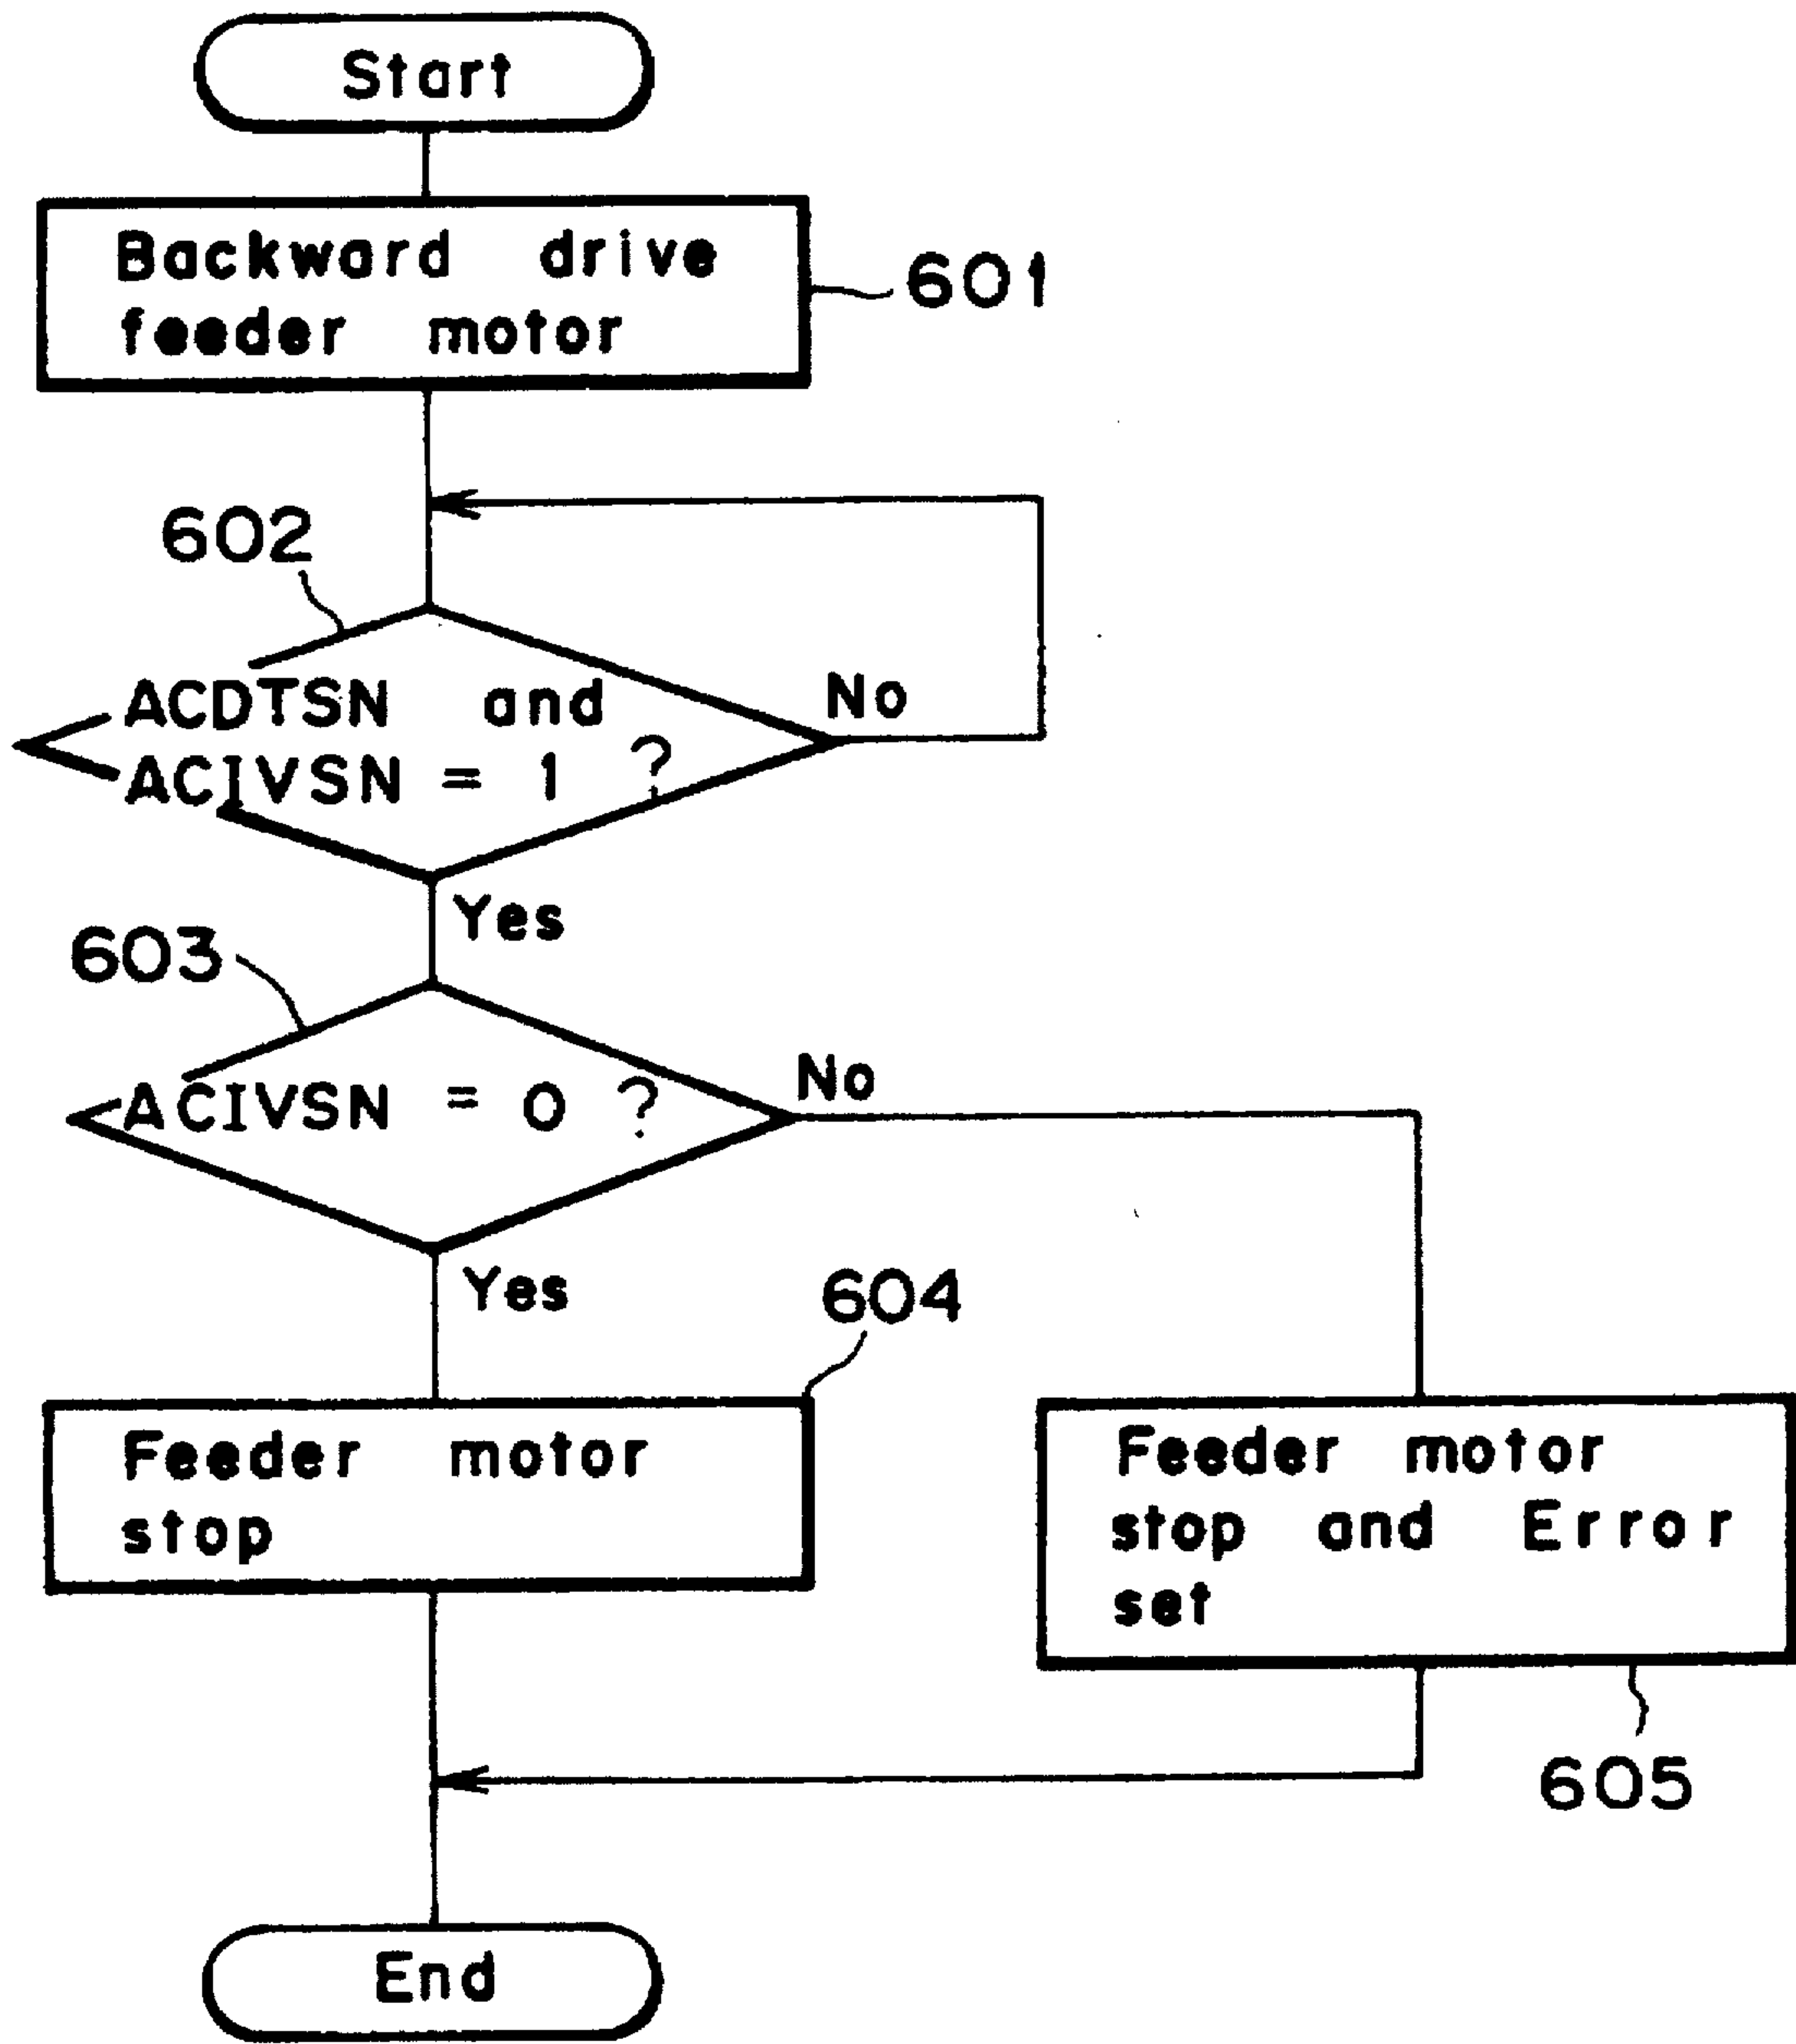 Start
Backward drive
feeder motor
601
602
ACDTSN and
ACIVSN = 1 ?
No
Yes
603
ACIVSN = 0 ?
No
Yes
604
Feeder motor
stop
Feeder motor
stop and Error
set
605
End